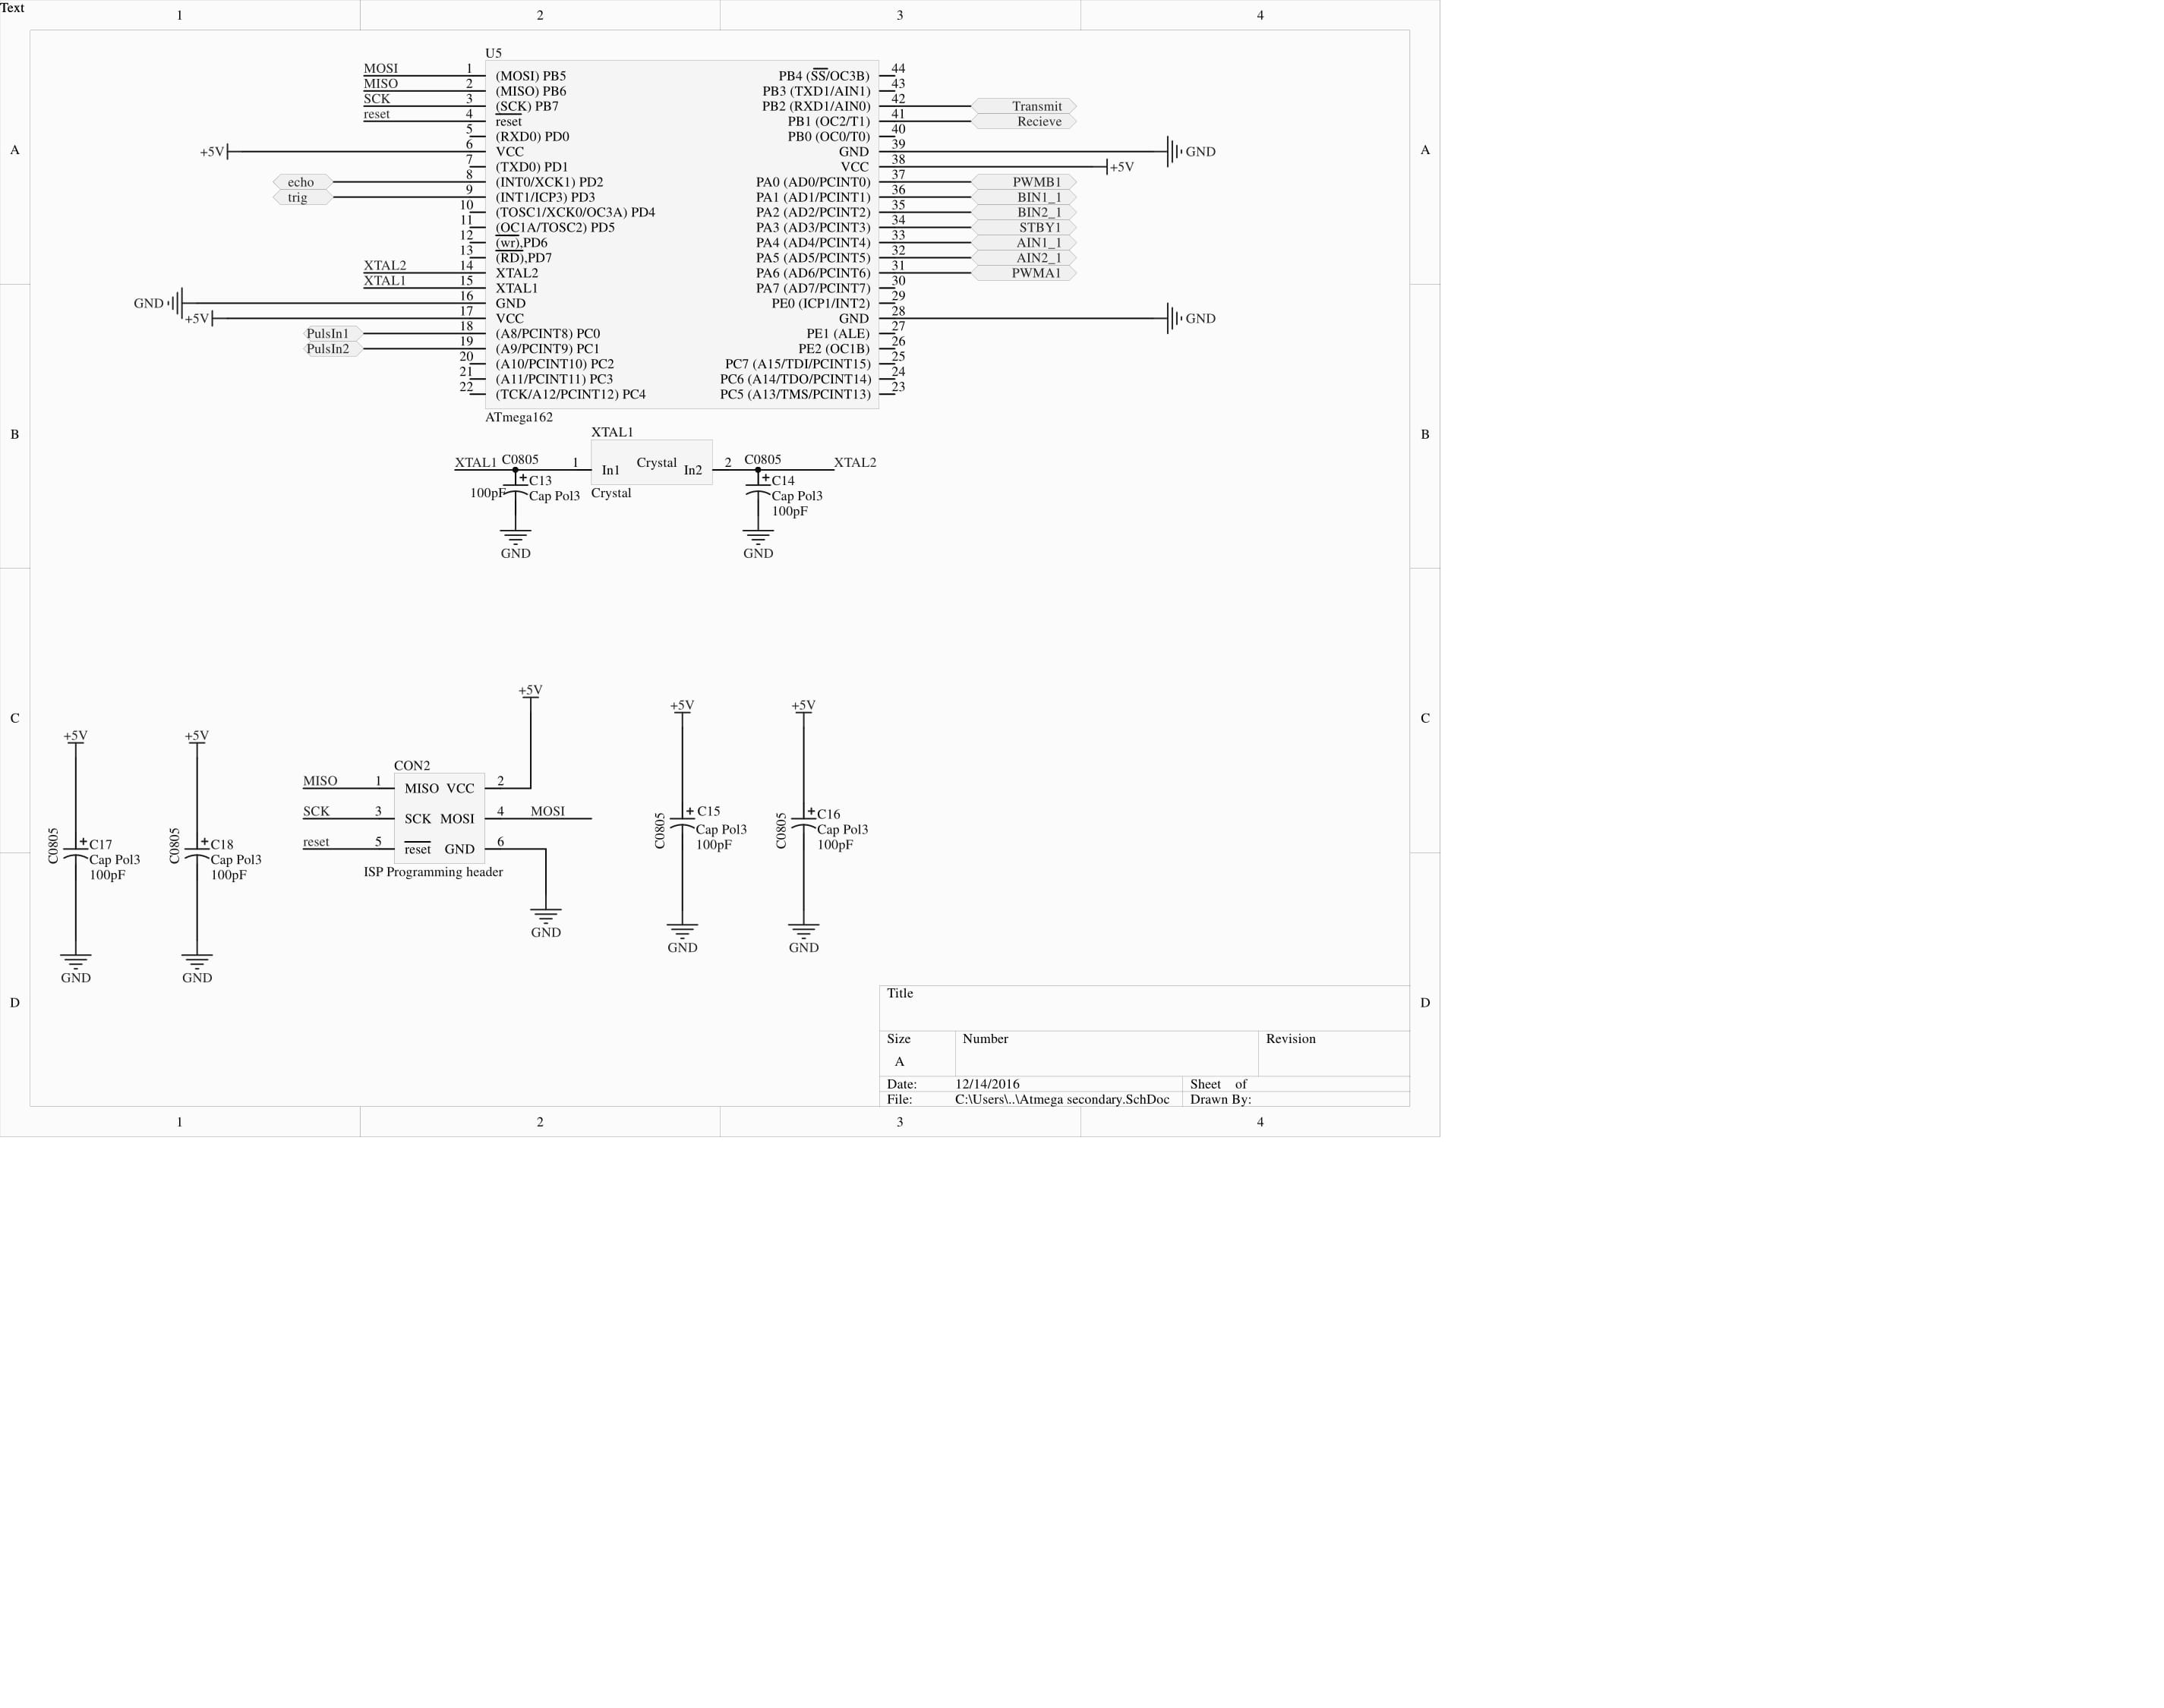 Text
1 2 3 4
U5
MOSI 1 (MOSI) PB5 PB4 (SS/OC3B) 44
MISO 2 (MISO) PB6 PB3 (TXD1/AIN1) 43
SCK 3 (SCK) PB7 PB2 (RXD1/AIN0) 42 Transmit
reset 4 reset PB1 (OC2/T1) 41 Recieve
5 (RXD0) PD0 PB0 (OC0/T0) 40
A +5V 6 VCC GND 39 GND A
7 (TXD0) PD1 VCC 38 +5V
echo 8 (INT0/XCK1) PD2 PA0 (AD0/PCINT0) 37 PWMB1
trig 9 (INT1/ICP3) PD3 PA1 (AD1/PCINT1) 36 BIN1_1
10 (TOSC1/XCK0/OC3A) PD4 PA2 (AD2/PCINT2) 35 BIN2_1
11 (OC1A/TOSC2) PD5 PA3 (AD3/PCINT3) 34 STBY1
12 (wr),PD6 PA4 (AD4/PCINT4) 33 AIN1_1
13 (RD),PD7 PA5 (AD5/PCINT5) 32 AIN2_1
XTAL2 14 XTAL2 PA6 (AD6/PCINT6) 31 PWMA1
XTAL1 15 XTAL1 PA7 (AD7/PCINT7) 30
GND 16 GND PE0 (ICP1/INT2) 29
+5V 17 VCC GND 28 GND
PulsIn1 18 (A8/PCINT8) PC0 PE1 (ALE) 27
PulsIn2 19 (A9/PCINT9) PC1 PE2 (OC1B) 26
20 (A10/PCINT10) PC2 PC7 (A15/TDI/PCINT15) 25
21 (A11/PCINT11) PC3 PC6 (A14/TDO/PCINT14) 24
22 (TCK/A12/PCINT12) PC4 PC5 (A13/TMS/PCINT13) 23
ATmega162
B XTAL1 B
XTAL1 C0805 1 In1 Crystal In2 2 C0805 XTAL2
C13 C14
100pF Cap Pol3 Crystal Cap Pol3
100pF
GND GND
+5V
+5V +5V
C C
+5V +5V
CON2
MISO 1 MISO VCC 2
SCK 3 SCK MOSI 4 MOSI
C0805 C15 C0805 C16
Cap Pol3 Cap Pol3
100pF 100pF
reset 5 reset GND 6
C0805 C17 C0805 C18
Cap Pol3 Cap Pol3
100pF 100pF
ISP Programming header
GND
GND GND
GND GND
D D
Title
Size Number Revision
A
Date: 12/14/2016 Sheet of
File: C:\Users\..\Atmega secondary.SchDoc Drawn By:
1 2 3 4